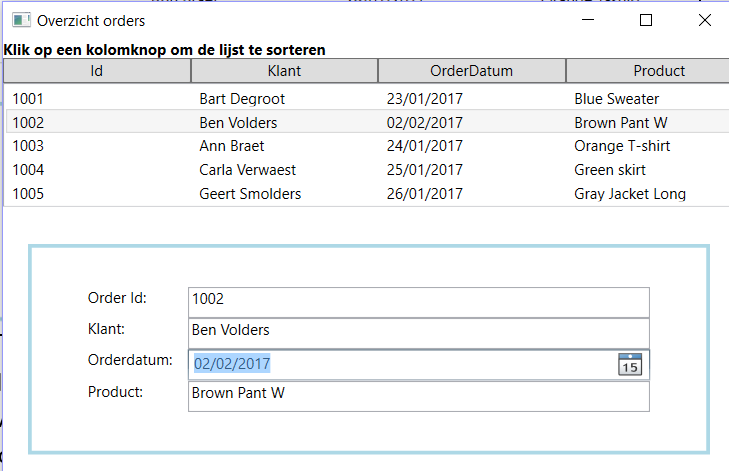 Overzicht orders
Klik op een kolomknop om de lijst te sorteren
Id Klant OrderDatum Product
1001 Bart Degroot 23/01/2017 Blue Sweater
1002 Ben Volders 02/02/2017 Brown Pant W
1003 Ann Braet 24/01/2017 Orange T-shirt
1004 Carla Verwaest 25/01/2017 Green skirt
1005 Geert Smolders 26/01/2017 Gray Jacket Long
Order Id: 1002
Klant: Ben Volders
Orderdatum: 02/02/2017 15
Product: Brown Pant W